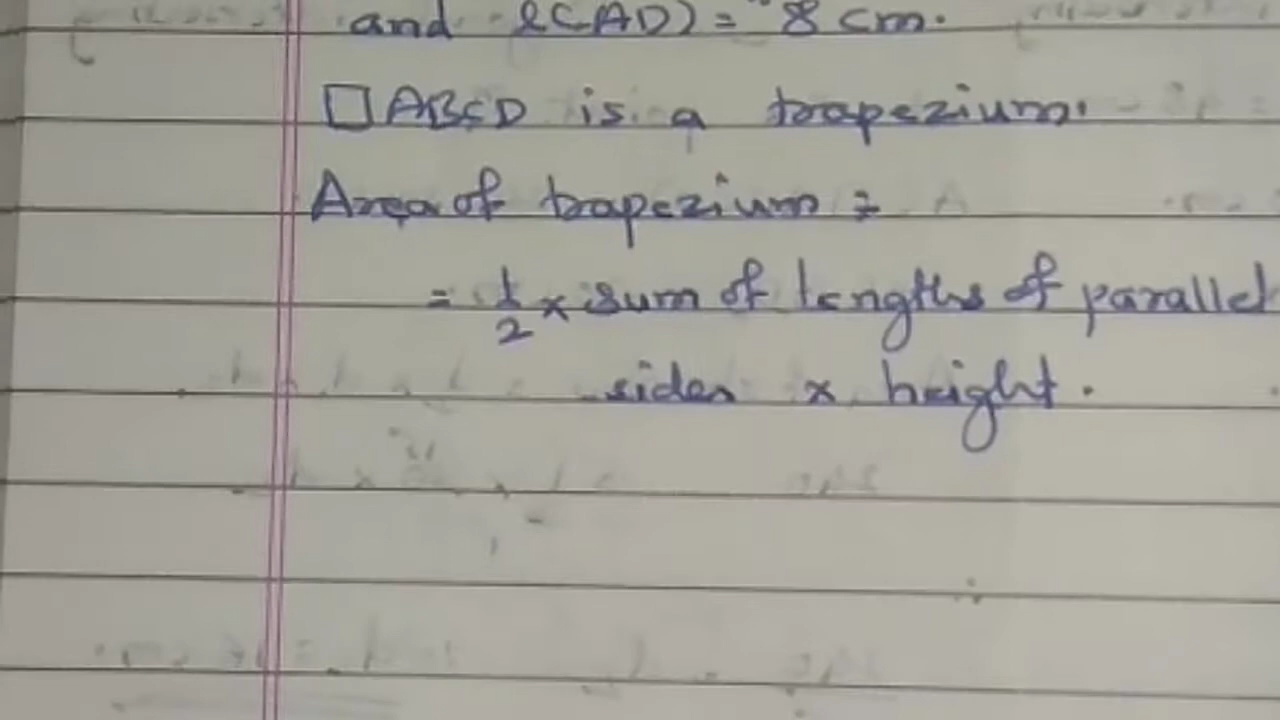 and l(AD) = 8 cm.
□ABCD is a trapezium.
Area of trapezium =
= 1/2 × sum of lengths of parallel
sides × height.